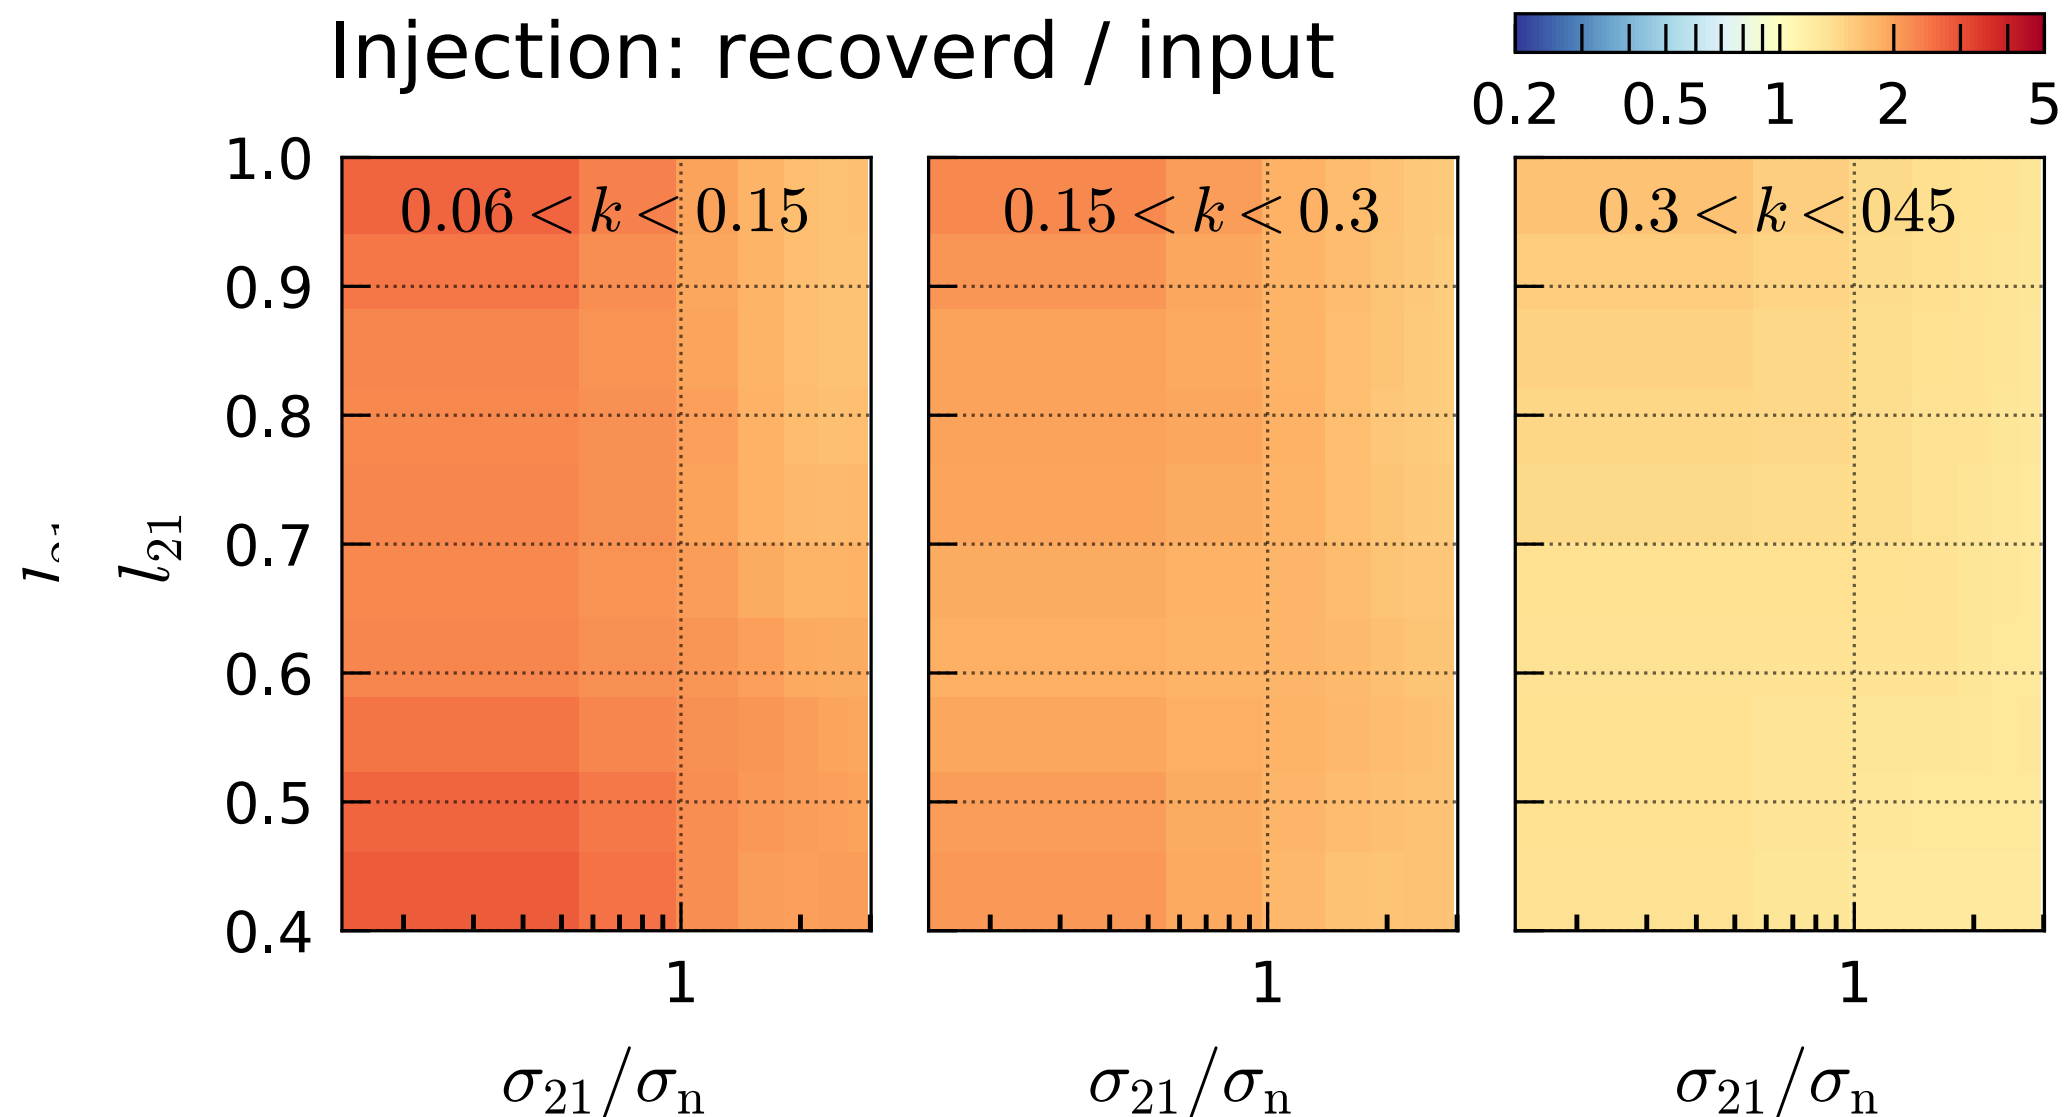 Injection: recoverd / input
0.2 0.5 1 2 5
0.06 < k < 0.15
0.15 < k < 0.3
0.3 < k < 045
1.0
0.9
0.8
0.7
0.6
0.5
0.4
l21
1 1 1
σ21/σn σ21/σn σ21/σn